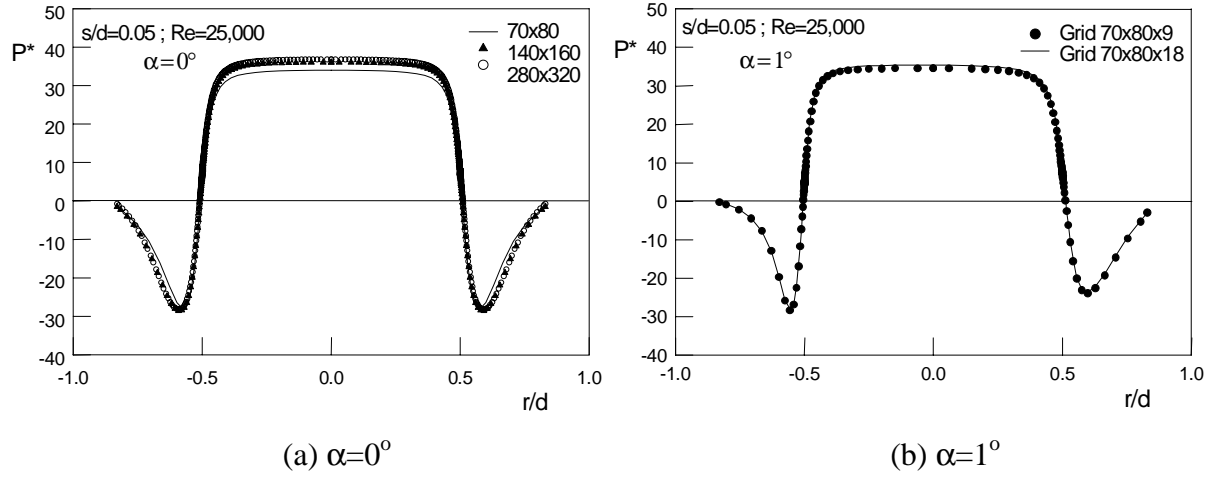 50
40
30
20
10
0
-10
-20
-30
-40
P*
s/d=0.05 ; Re=25,000
α=0°
70x80
140x160
280x320
-1.0 -0.5 0.0 0.5 1.0
r/d
(a) α=0°
50
40
30
20
10
0
-10
-20
-30
-40
P*
s/d=0.05 ; Re=25,000
α=1°
Grid 70x80x9
Grid 70x80x18
-1.0 -0.5 0.0 0.5 1.0
r/d
(b) α=1°